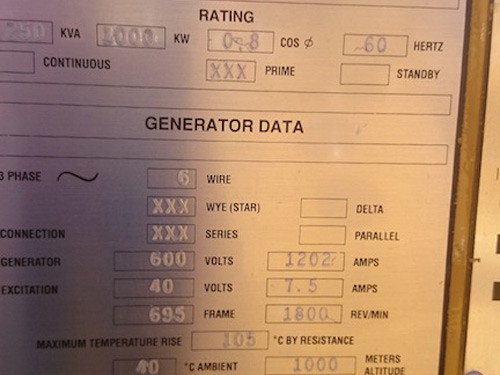 RATING
250 KVA 1000 KW 0.8 COS φ 60 HERTZ
CONTINUOUS XXX PRIME STANDBY
GENERATOR DATA
3 PHASE ~ 6 WIRE
XXX WYE (STAR) DELTA
CONNECTION XXX SERIES PARALLEL
GENERATOR 600 VOLTS 1202 AMPS
EXCITATION 40 VOLTS 7.5 AMPS
695 FRAME 1800 REV/MIN
MAXIMUM TEMPERATURE RISE 105 °C BY RESISTANCE
40 °C AMBIENT 1000 METERS
ALTITUDE